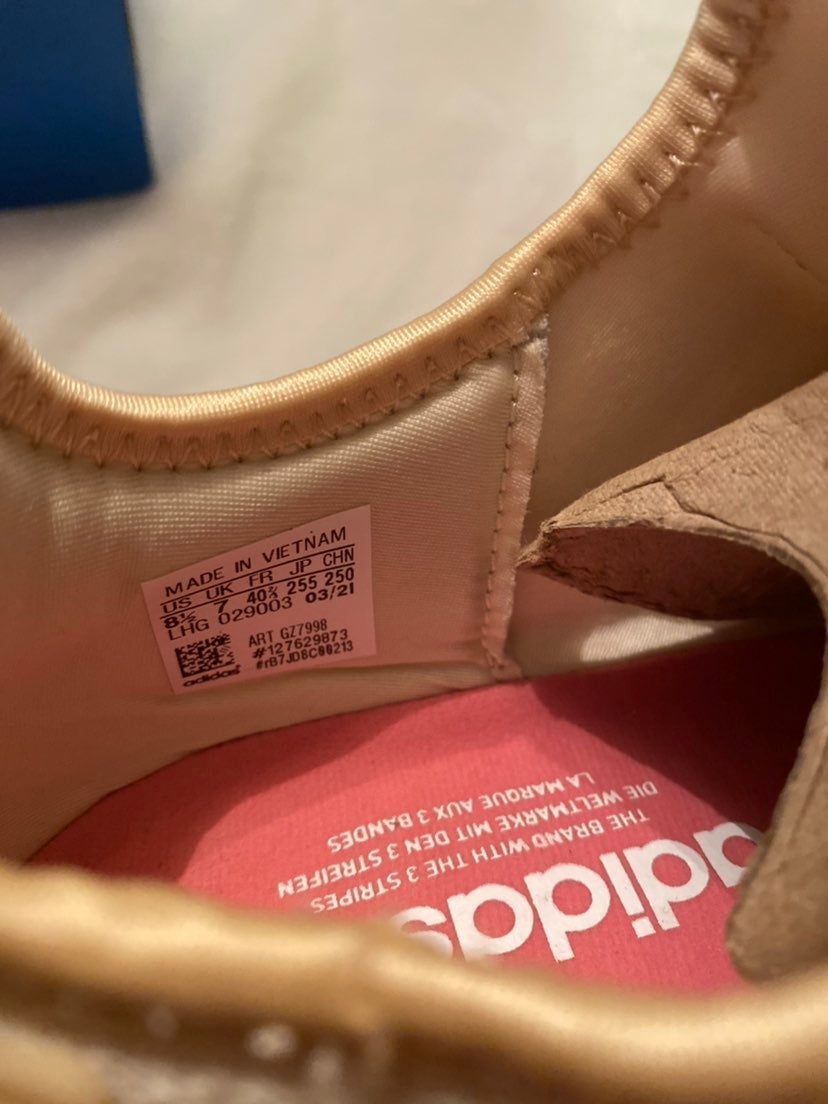 MADE IN VIETNAM
US UK FR JP CHN
8½ 7 40⅔ 255 250
LHG 029003 03/21
ART GZ7998
#127629873
#rB7JD8C00213
adidas
adidas
THE BRAND WITH THE 3 STRIPES
DIE WELTMARKE MIT DEN 3 STREIFEN
LA MARQUE AUX 3 BANDES